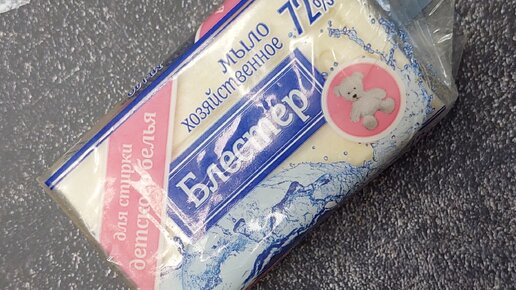 мыло
хозяйственное
72%
Блестер
для стирки
детского белья